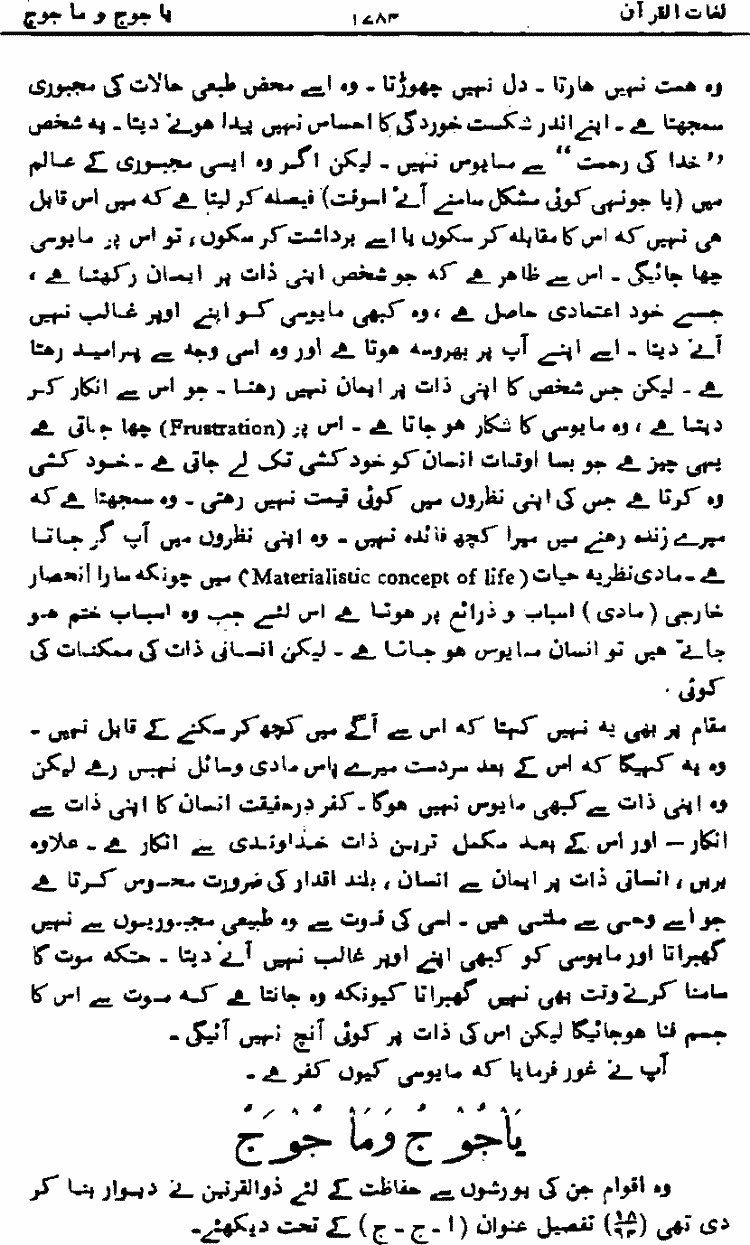 لغات القرآن ۱۷۸۳ یا جوج و ما جوج
وہ ہمت نہیں ہارتا ۔ دل نہیں چھوڑتا ۔ وہ اسے محض طبعی حالات کی مجبوری
سمجھتا ہے ۔ اپنے اندر شکست خوردگی کا احساس نہیں پیدا ہونے دیتا ۔ یہ شخص
’’خدا کی رحمت‘‘ سے مایوس نہیں ۔ لیکن اگر وہ ایسی مجبوری کے عالم
میں (یا جونہی کوئی مشکل سامنے آئے اسوقت) فیصلہ کر لیتا ہے کہ میں اس قابل
ہی نہیں کہ اس کا مقابلہ کر سکوں یا اسے برداشت کر سکوں، تو اس پر مایوسی
چھا جائیگی ۔ اس سے ظاہر ہے کہ جو شخص اپنی ذات پر ایمان رکھتا ہے ،
جسے خود اعتمادی حاصل ہے ، وہ کبھی مایوسی کو اپنے اوپر غالب نہیں
آنے دیتا ۔ اسے اپنے آپ پر بھروسہ ہوتا ہے اور وہ اسی وجہ سے پرامید رہتا
ہے ۔ لیکن جس شخص کا اپنی ذات پر ایمان نہیں رہتا ۔ جو اس سے انکار کر
دیتا ہے ، وہ مایوسی کا شکار ہو جاتا ہے ۔ اس پر (Frustration) چھا جاتی ہے
یہی چیز ہے جو بسا اوقات انسان کو خود کشی تک لے جاتی ہے ۔ خود کشی
وہ کرتا ہے جس کی اپنی نظروں میں کوئی قیمت نہیں رہتی ۔ وہ سمجھتا ہے کہ
میرے زندہ رہنے میں میرا کچھ فائدہ نہیں ۔ وہ اپنی نظروں میں آپ گر جاتا
ہے ۔ مادی نظریہ حیات (Materialistic concept of life) میں چونکہ سارا انحصار
خارجی (مادی) اسباب و ذرائع پر ہوتا ہے اس لئے جب وہ اسباب ختم ہو
جاتے ہیں تو انسان مایوس ہو جاتا ہے ۔ لیکن انسانی ذات کی ممکنات کی
کوئی ۰
مقام پر بھی یہ نہیں کہتا کہ اس سے آگے میں کچھ کر سکنے کے قابل نہیں ۔
وہ یہ کہیگا کہ اس کے بعد سردست میرے پاس مادی وسائل نہیں رہے لیکن
وہ اپنی ذات سے کبھی مایوس نہیں ہوگا ۔ کفر درحقیقت انسان کا اپنی ذات سے
انکار — اور اس کے بعد مکمل ترین ذات خداوندی سے انکار ہے ۔ علاوہ
بریں ، انسانی ذات پر ایمان سے انسان ، بلند اقدار کی ضرورت محسوس کرتا ہے
جو اسے وحی سے ملتی ہیں ۔ اسی کی قوت سے وہ طبیعی مجبوریوں سے نہیں
گھبراتا اور مایوسی کو کبھی اپنے اوپر غالب نہیں آنے دیتا ۔ حتکہ موت کا
سامنا کرتے وقت بھی نہیں گھبراتا کیونکہ وہ جانتا ہے کہ موت سے اس کا
جسم فنا ہوجائیگا لیکن اس کی ذات پر کوئی آنچ نہیں آئیگی ۔
آپ نے غور فرمایا کہ مایوسی کیوں کفر ہے ۔
یَاْجُوْجُ وَمَاْجُوْجُ
وہ اقوام جن کی یورشوں سے حفاظت کے لئے ذوالقرنین نے دیوار بنا کر
دی تھی (۱۸/۹۴) تفصیل عنوان (ا ۔ ج ۔ ج) کے تحت دیکھئے ۔